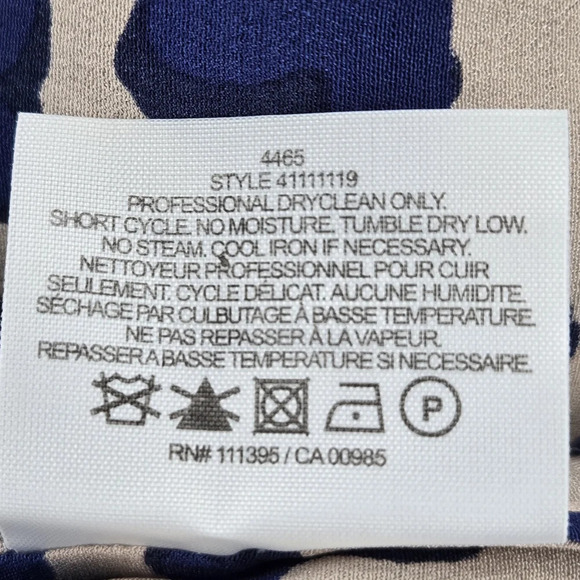 4465
STYLE 41111119
PROFESSIONAL DRYCLEAN ONLY.
SHORT CYCLE. NO MOISTURE. TUMBLE DRY LOW.
NO STEAM. COOL IRON IF NECESSARY.
NETTOYEUR PROFESSIONNEL POUR CUIR
SEULEMENT. CYCLE DÉLICAT. AUCUNE HUMIDITE.
SÉCHAGE PAR CULBUTAGE À BASSE TEMPERATURE.
NE PAS REPASSER À LA VAPEUR.
REPASSER A BASSE TEMPERATURE SI NECESSAIRE.
P
RN# 111395 / CA 00985